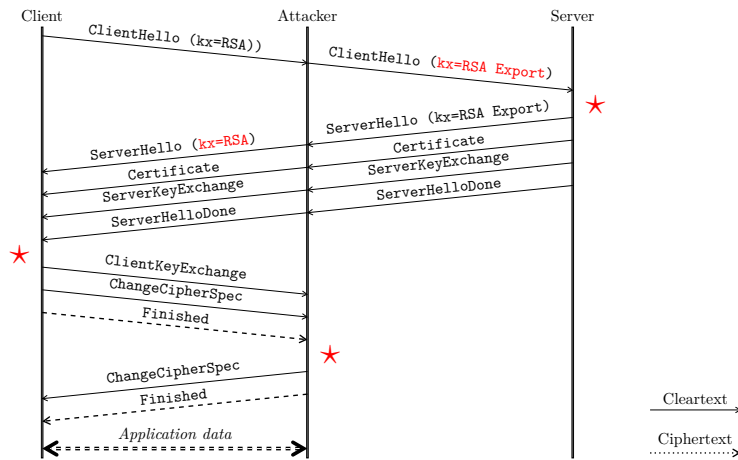 Client Attacker Server
ClientHello (kx=RSA))
ClientHello (kx=RSA Export)
ServerHello (kx=RSA Export)
ServerHello (kx=RSA)
Certificate
Certificate
ServerKeyExchange
ServerKeyExchange
ServerHelloDone
ServerHelloDone
ClientKeyExchange
ChangeCipherSpec
Finished
ChangeCipherSpec
Finished
Application data
Cleartext
Ciphertext